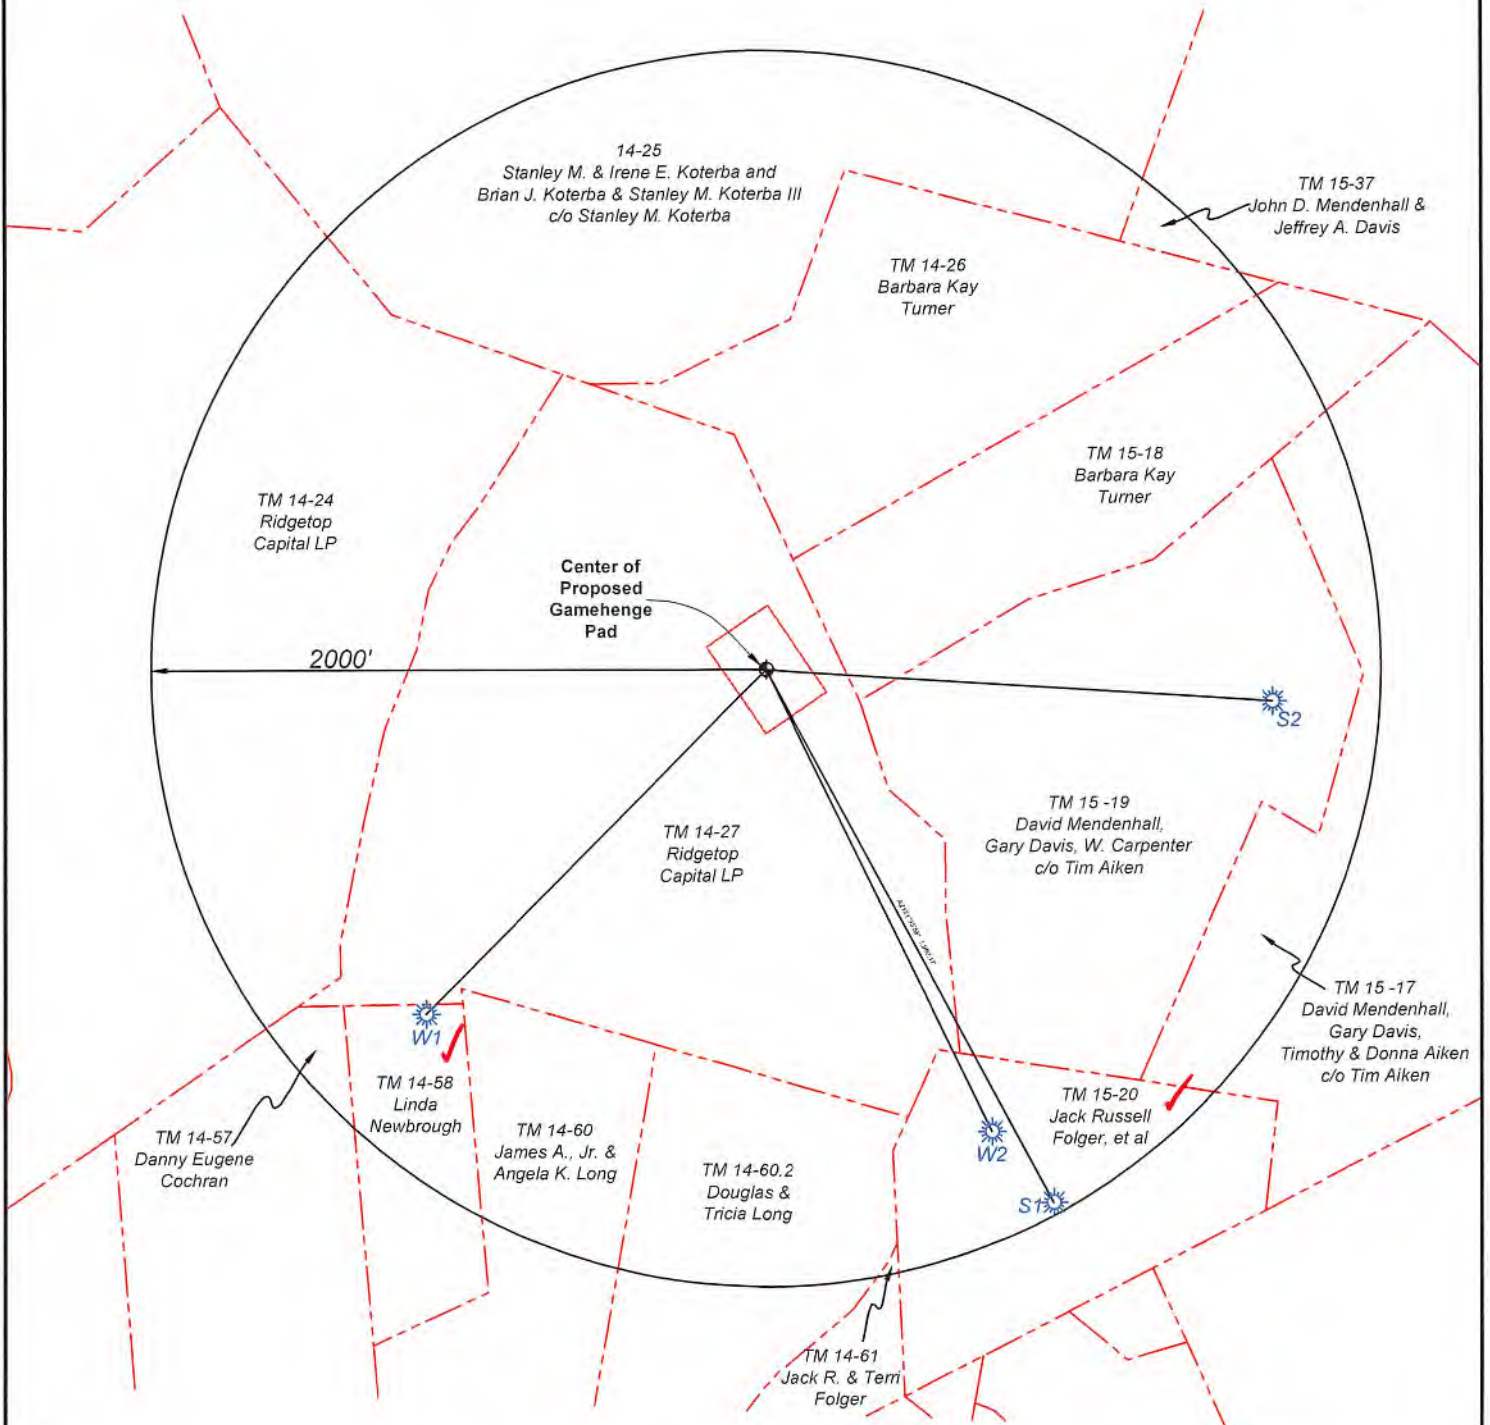 14-25
Stanley M. & Irene E. Koterba and
Brian J. Koterba & Stanley M. Koterba III
c/o Stanley M. Koterba
TM 15-37
John D. Mendenhall &
Jeffrey A. Davis
TM 14-26
Barbara Kay
Turner
TM 15-18
Barbara Kay
Turner
TM 14-24
Ridgetop
Capital LP
Center of
Proposed
Gamehenge
Pad
2000'
S2
TM 15 -19
David Mendenhall,
Gary Davis, W. Carpenter
c/o Tim Aiken
TM 14-27
Ridgetop
Capital LP
TM 15 -17
David Mendenhall,
Gary Davis,
Timothy & Donna Aiken
c/o Tim Aiken
W1
TM 14-58
Linda
Newbrough
TM 15-20
Jack Russell
Folger, et al
TM 14-57
Danny Eugene
Cochran
TM 14-60
James A., Jr. &
Angela K. Long
TM 14-60.2
Douglas &
Tricia Long
W2
S1
TM 14-61
Jack R. & Terri
Folger